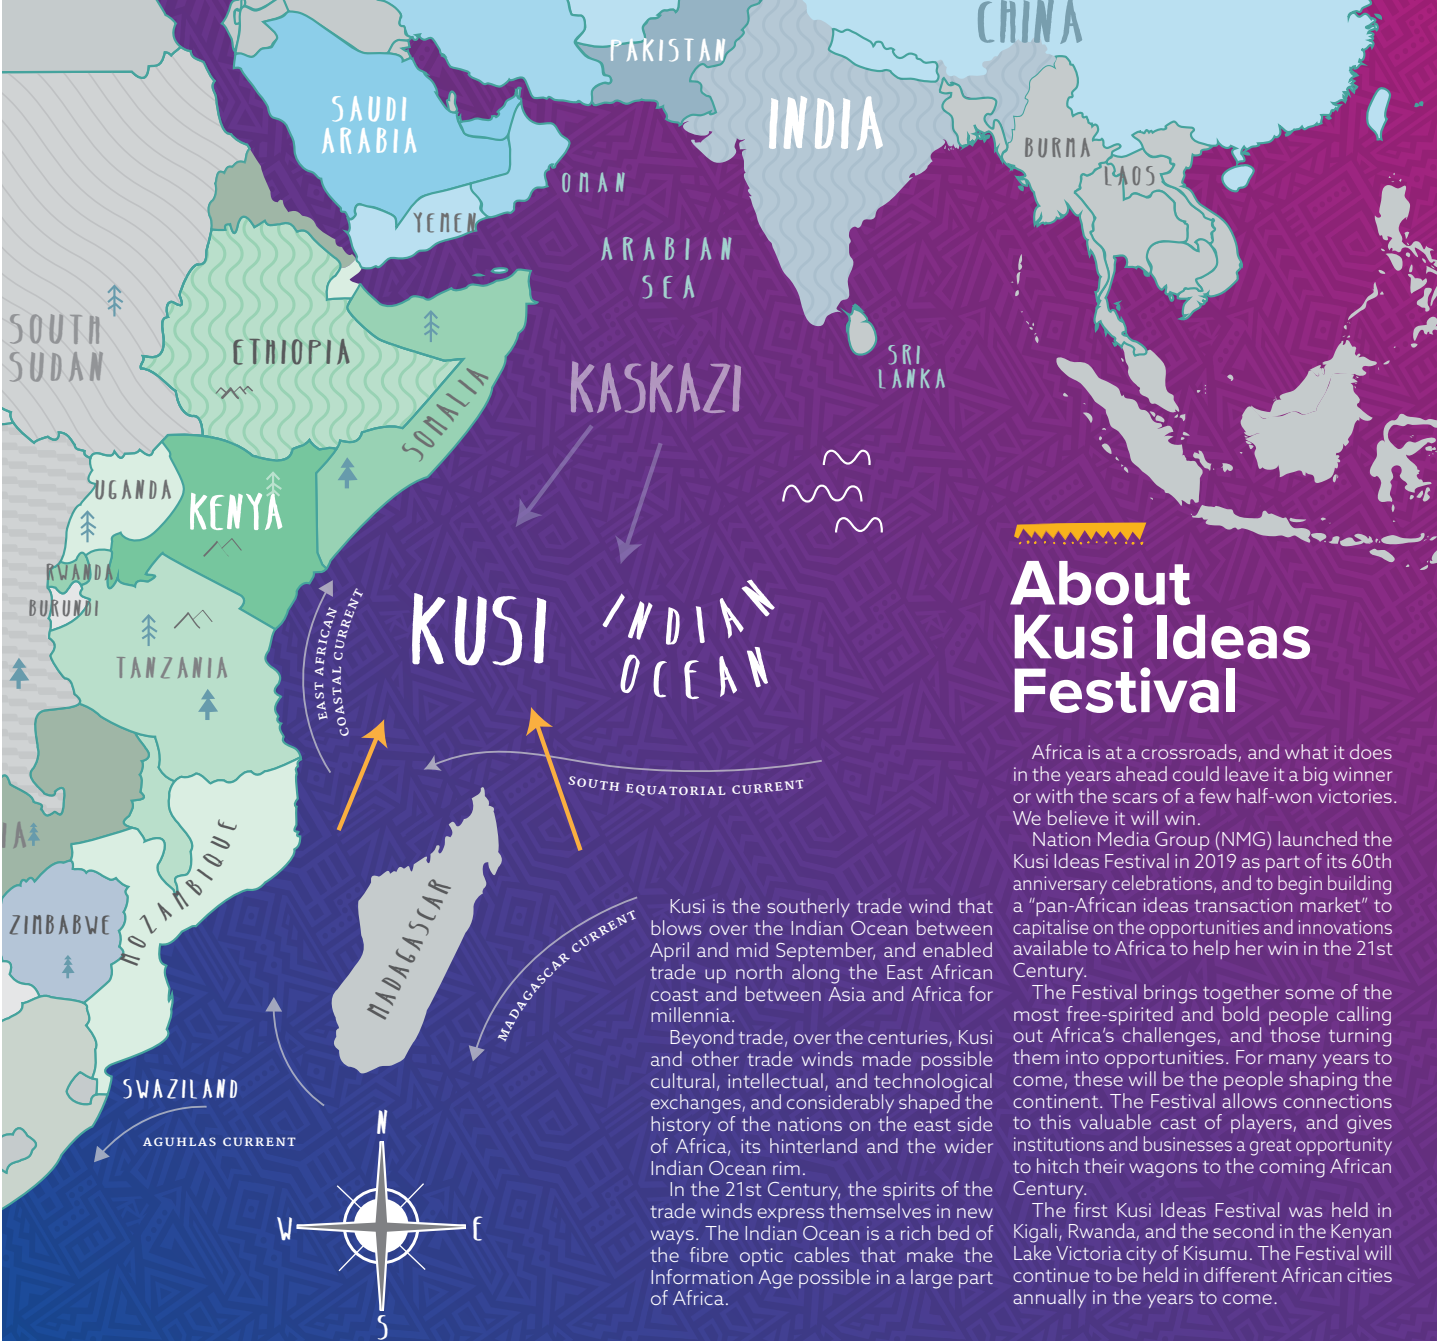 CHINA
PAKISTAN
INDIA
SAUDI
ARABIA
BURMA
LAOS
OMAN
YEMEN
ARABIAN
SEA
SOUTH
SUDAN
ETHIOPIA
SRI
LANKA
KASKAZI
SOMALIA
UGANDA
KENYA
RWANDA
BURUNDI
TANZANIA
EAST AFRICAN
COASTAL CURRENT
KUSI
INDIAN
OCEAN
SOUTH EQUATORIAL CURRENT
IA
MOZAMBIQUE
ZIMBABWE
MADAGASCAR
MADAGASCAR CURRENT
SWAZILAND
AGUHLAS CURRENT
N
W
E
S
Kusi is the southerly trade wind that
blows over the Indian Ocean between
April and mid September, and enabled
trade up north along the East African
coast and between Asia and Africa for
millennia.
Beyond trade, over the centuries, Kusi
and other trade winds made possible
cultural, intellectual, and technological
exchanges, and considerably shaped the
history of the nations on the east side
of Africa, its hinterland and the wider
Indian Ocean rim.
In the 21st Century, the spirits of the
trade winds express themselves in new
ways. The Indian Ocean is a rich bed of
the fibre optic cables that make the
Information Age possible in a large part
of Africa.
About
Kusi Ideas
Festival
Africa is at a crossroads, and what it does
in the years ahead could leave it a big winner
or with the scars of a few half-won victories.
We believe it will win.
Nation Media Group (NMG) launched the
Kusi Ideas Festival in 2019 as part of its 60th
anniversary celebrations, and to begin building
a “pan-African ideas transaction market” to
capitalise on the opportunities and innovations
available to Africa to help her win in the 21st
Century.
The Festival brings together some of the
most free-spirited and bold people calling
out Africa’s challenges, and those turning
them into opportunities. For many years to
come, these will be the people shaping the
continent. The Festival allows connections
to this valuable cast of players, and gives
institutions and businesses a great opportunity
to hitch their wagons to the coming African
Century.
The first Kusi Ideas Festival was held in
Kigali, Rwanda, and the second in the Kenyan
Lake Victoria city of Kisumu. The Festival will
continue to be held in different African cities
annually in the years to come.